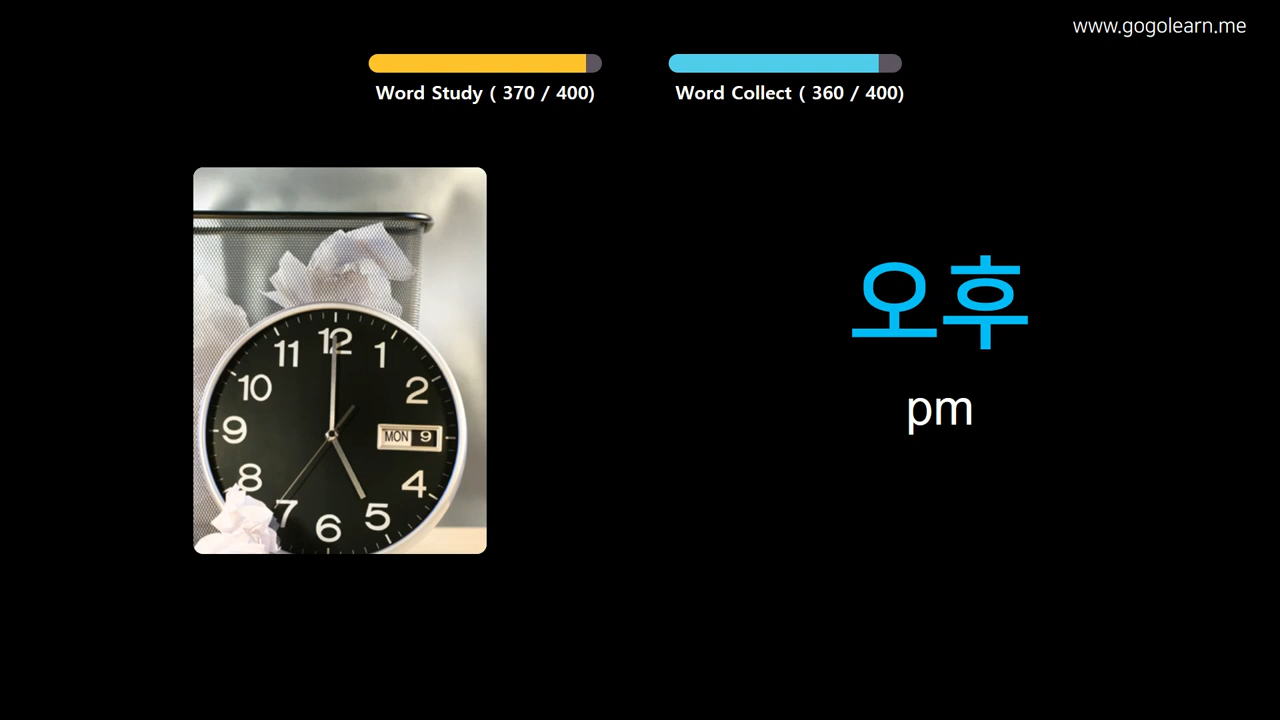 www.gogolearn.me
Word Study ( 370 / 400)
Word Collect ( 360 / 400)
오후
pm
12
11
1
10
2
9
MON 9
8
4
7
5
6